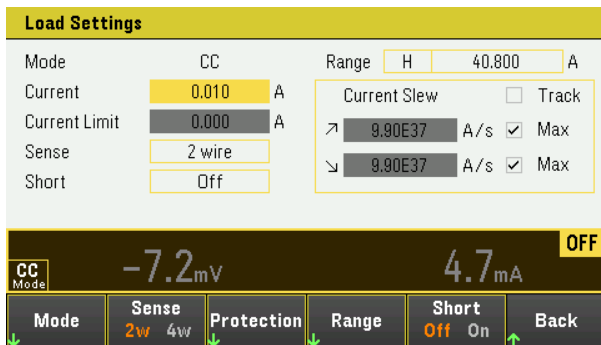 Load Settings
Mode CC Range H 40.800 A
Current 0.010 A Current Slew Track
Current Limit 0.000 A 9.90E37 A/s Max
Sense 2 wire 9.90E37 A/s Max
Short Off
OFF
CC Mode -7.2mV 4.7mA
Mode Sense 2w 4w Protection Range Short Off On Back